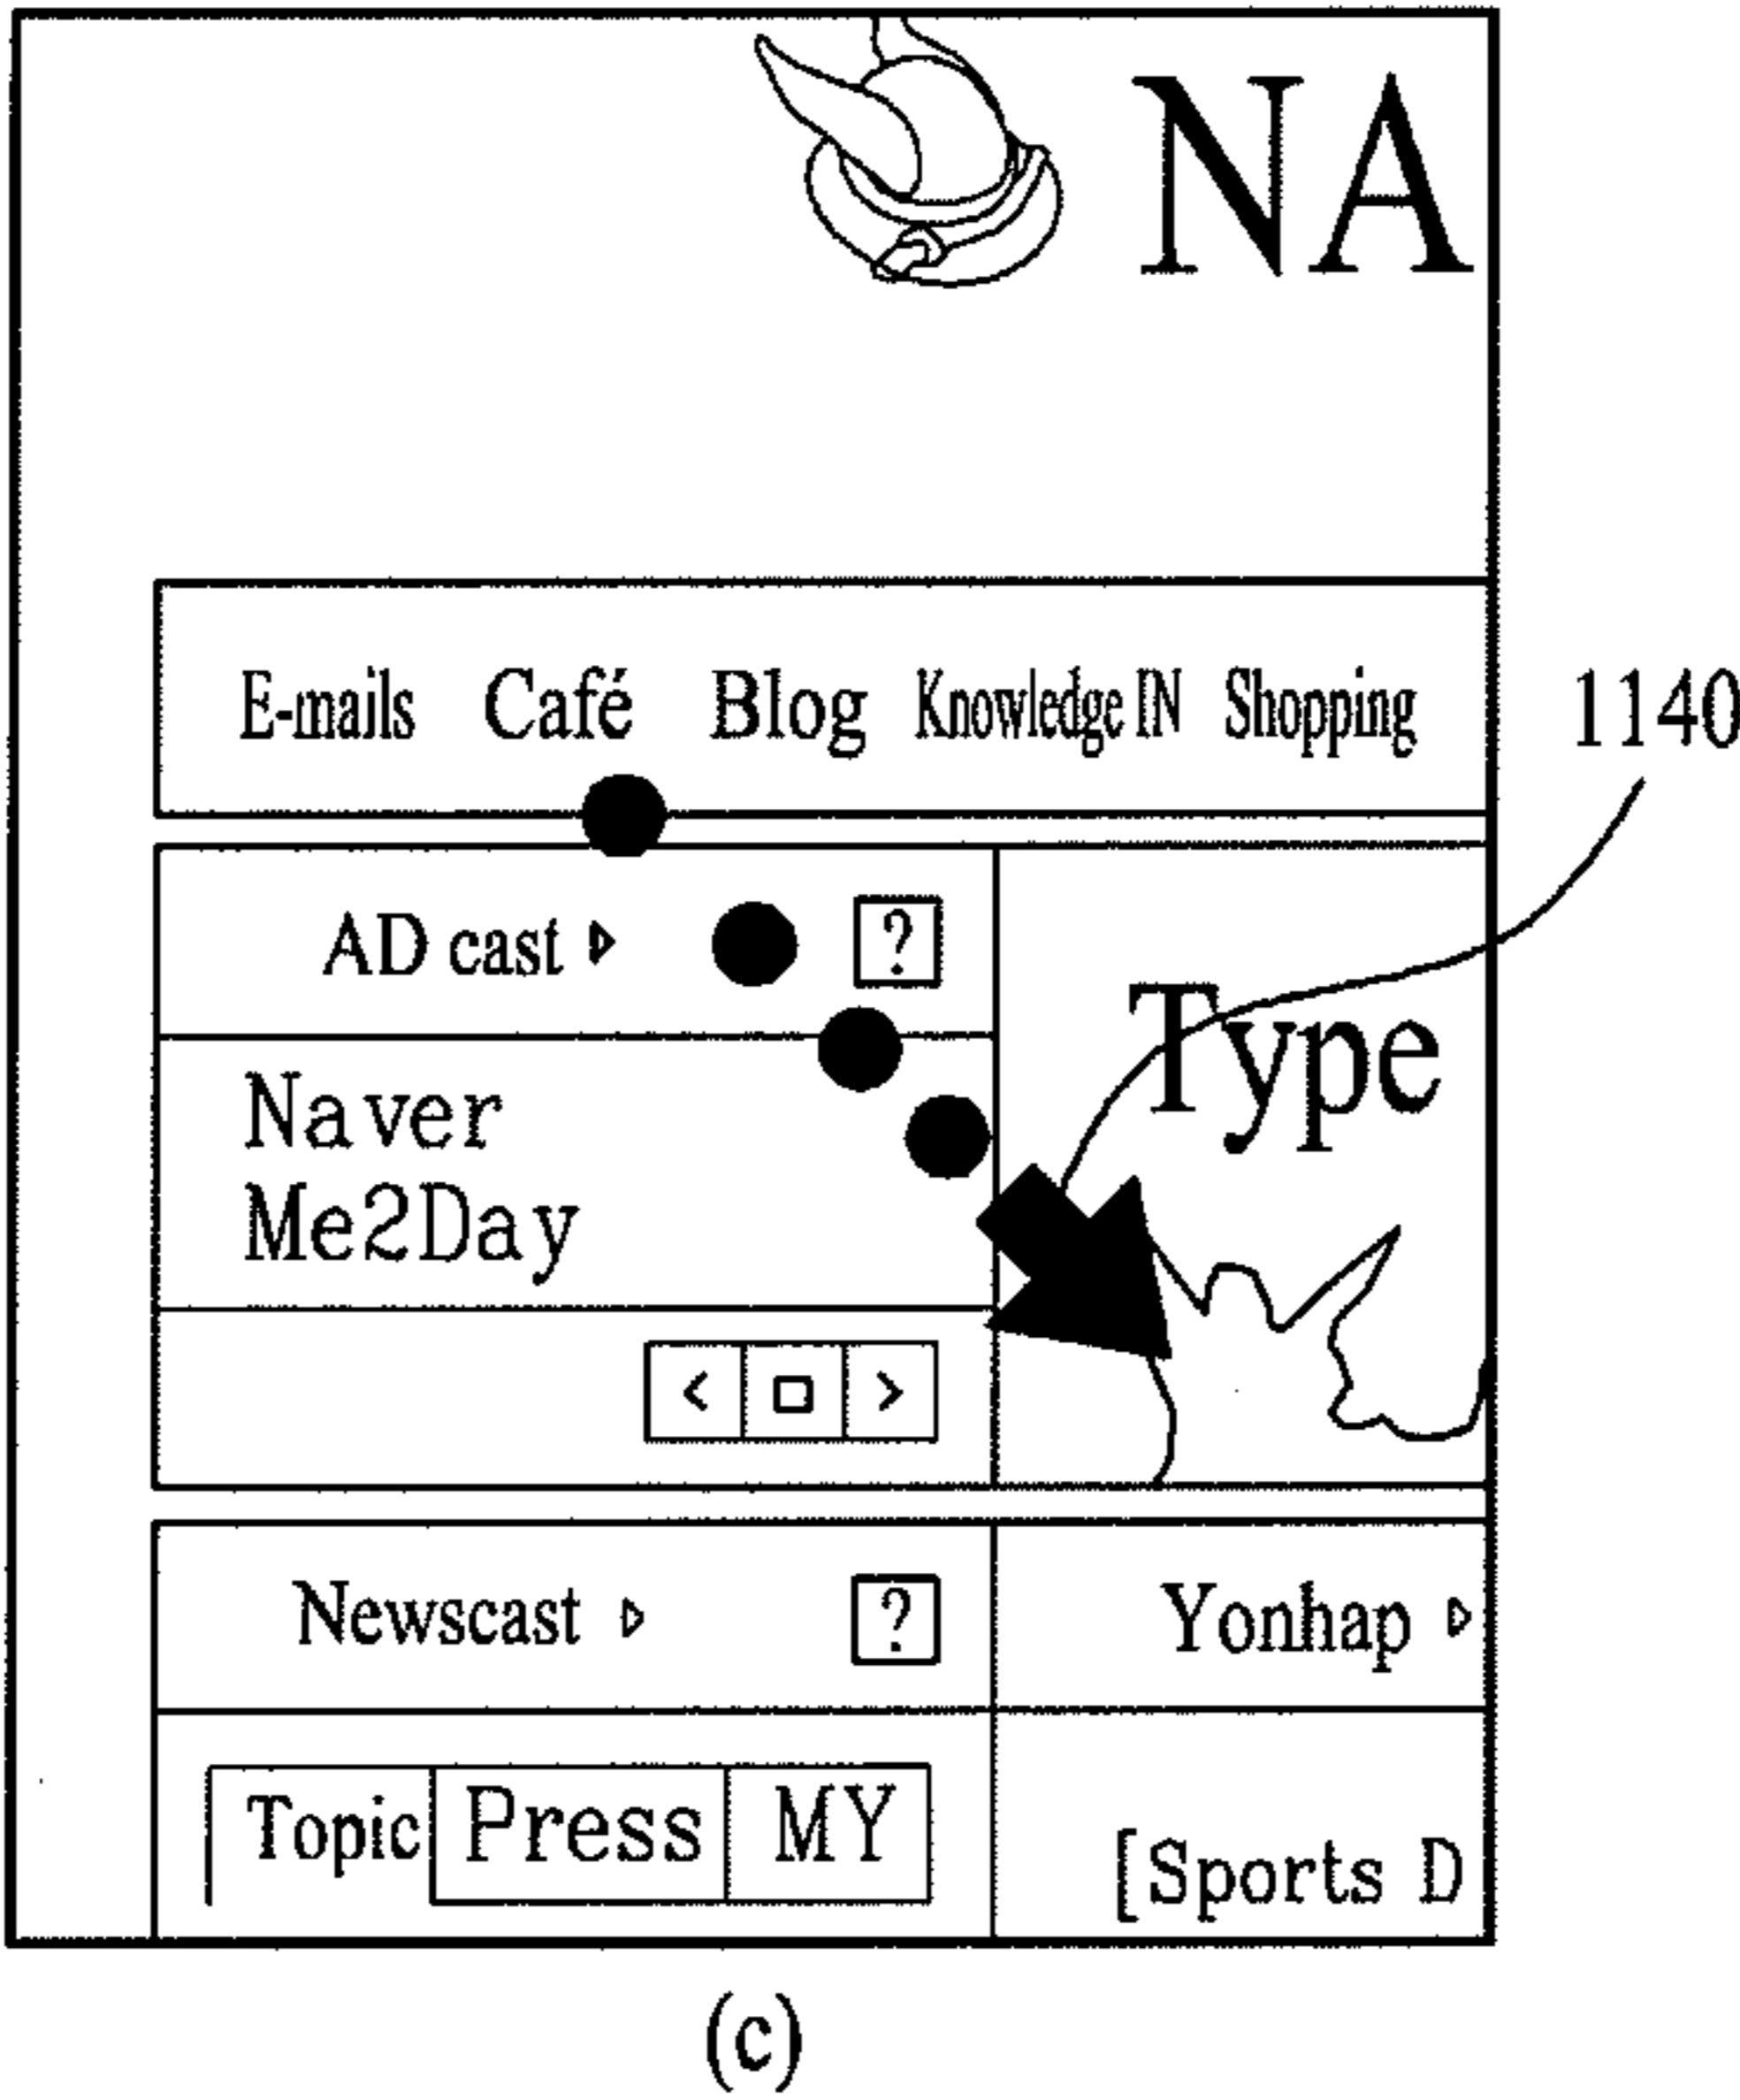 NA
E-mails Café Blog Knowledge IN Shopping
1140
AD cast ?
Type
Naver
Me2Day
< >
Newscast ?
Yonhap
Topic Press MY
[Sports D
(c)